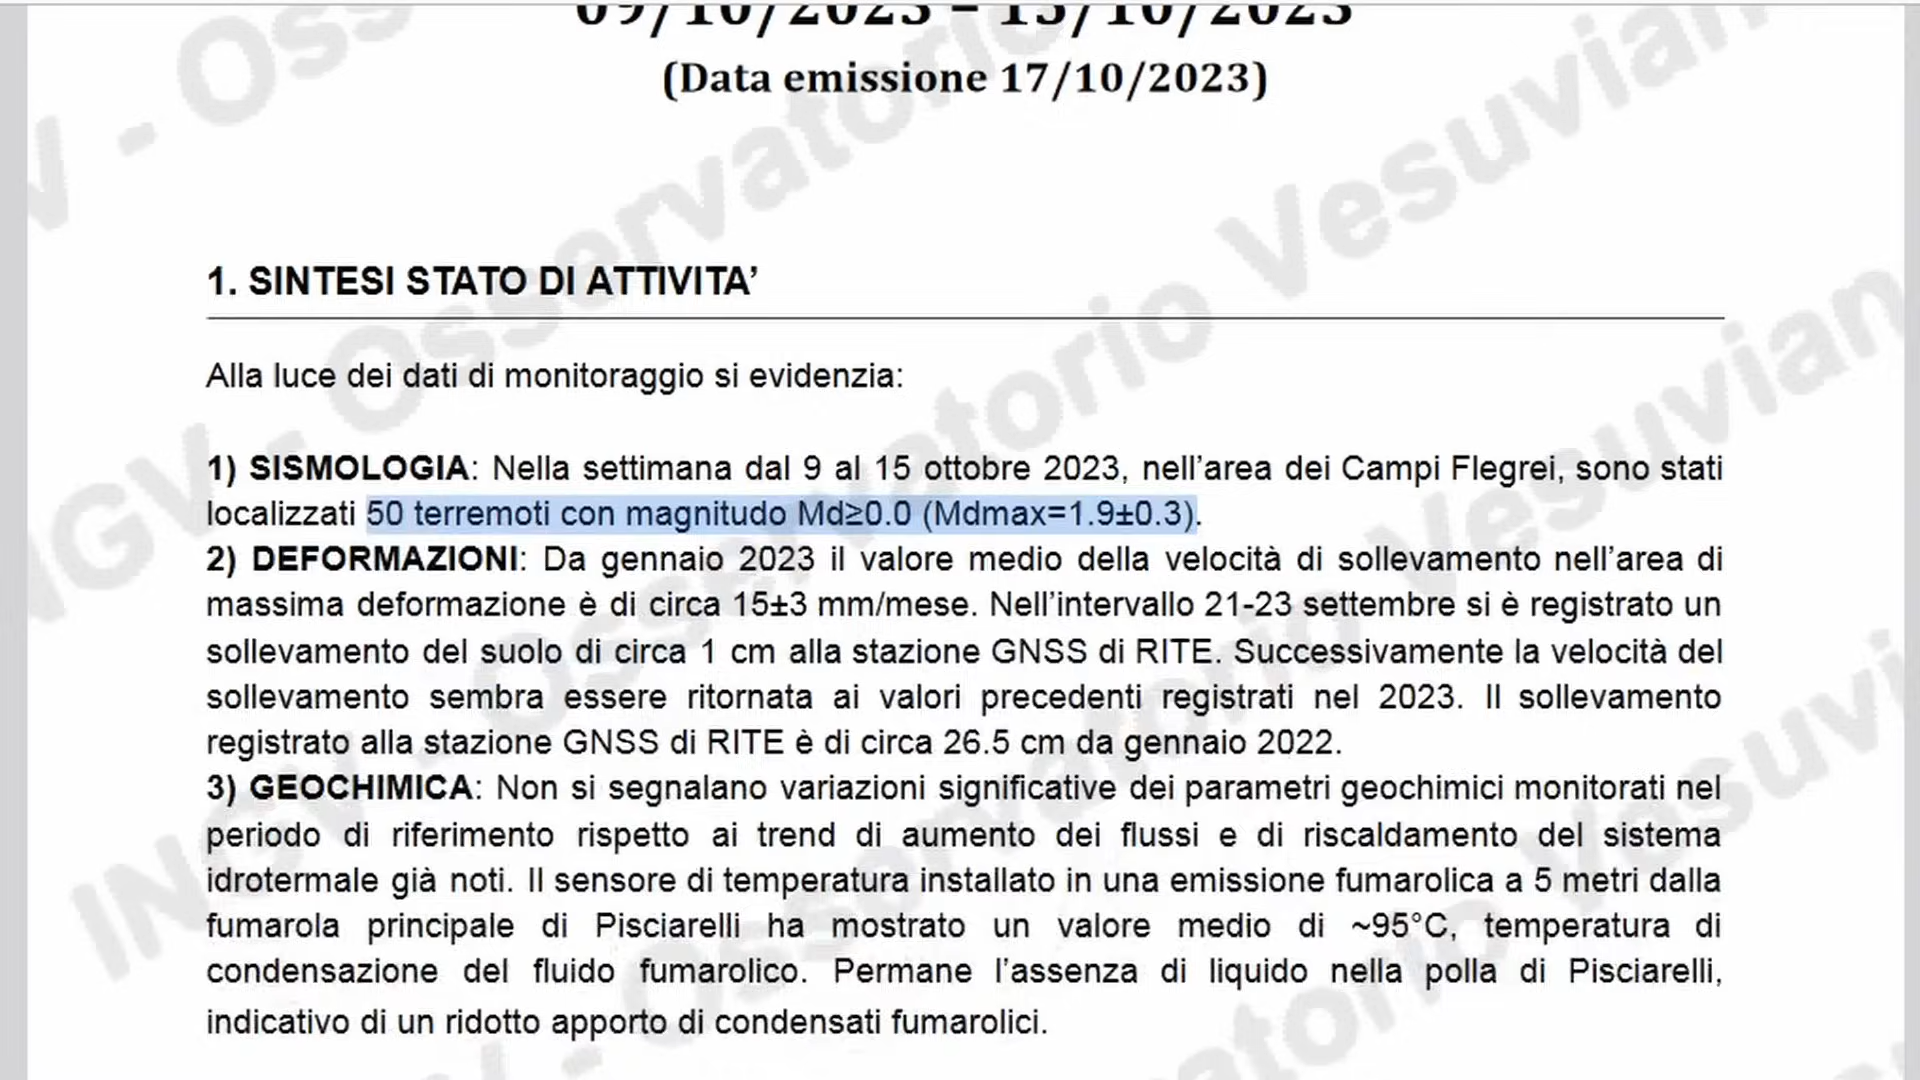 09/10/2023 – 15/10/2023
(Data emissione 17/10/2023)
1. SINTESI STATO DI ATTIVITA’
Alla luce dei dati di monitoraggio si evidenzia:
1) SISMOLOGIA: Nella settimana dal 9 al 15 ottobre 2023, nell’area dei Campi Flegrei, sono stati
localizzati 50 terremoti con magnitudo Md≥0.0 (Mdmax=1.9±0.3).
2) DEFORMAZIONI: Da gennaio 2023 il valore medio della velocità di sollevamento nell’area di
massima deformazione è di circa 15±3 mm/mese. Nell’intervallo 21-23 settembre si è registrato un
sollevamento del suolo di circa 1 cm alla stazione GNSS di RITE. Successivamente la velocità del
sollevamento sembra essere ritornata ai valori precedenti registrati nel 2023. Il sollevamento
registrato alla stazione GNSS di RITE è di circa 26.5 cm da gennaio 2022.
3) GEOCHIMICA: Non si segnalano variazioni significative dei parametri geochimici monitorati nel
periodo di riferimento rispetto ai trend di aumento dei flussi e di riscaldamento del sistema
idrotermale già noti. Il sensore di temperatura installato in una emissione fumarolica a 5 metri dalla
fumarola principale di Pisciarelli ha mostrato un valore medio di ~95°C, temperatura di
condensazione del fluido fumarolico. Permane l’assenza di liquido nella polla di Pisciarelli,
indicativo di un ridotto apporto di condensati fumarolici.
INGV - Osservatorio Vesuvian